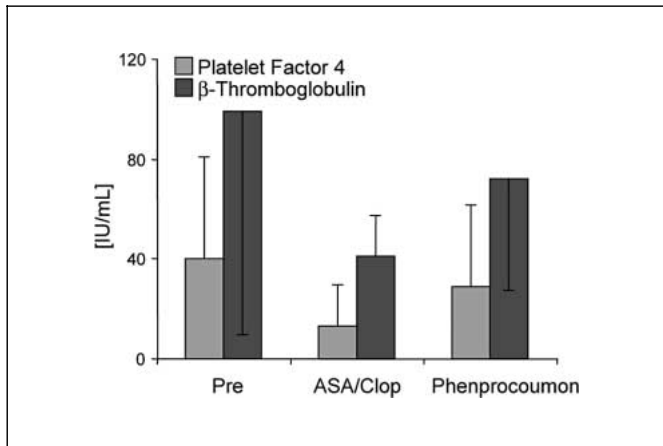 120
Platelet Factor 4
β-Thromboglobulin
80
[IU/mL]
40
0
Pre
ASA/Clop
Phenprocoumon